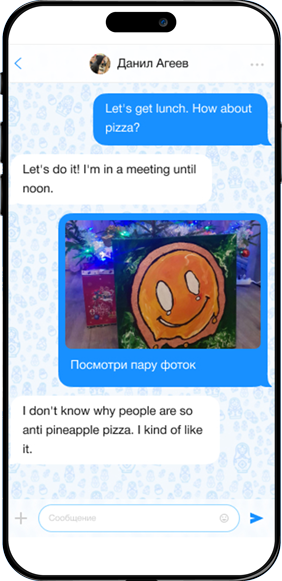 Данил Агеев
Let's get lunch. How about
pizza?
Let's do it! I'm in a meeting until
noon.
Посмотри пару фоток
I don't know why people are so
anti pineapple pizza. I kind of like
it.
Сообщение